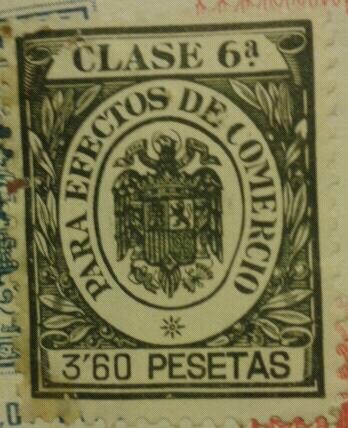 CLASE 6ª
PARA EFECTOS DE COMERCIO
3'60 PESETAS